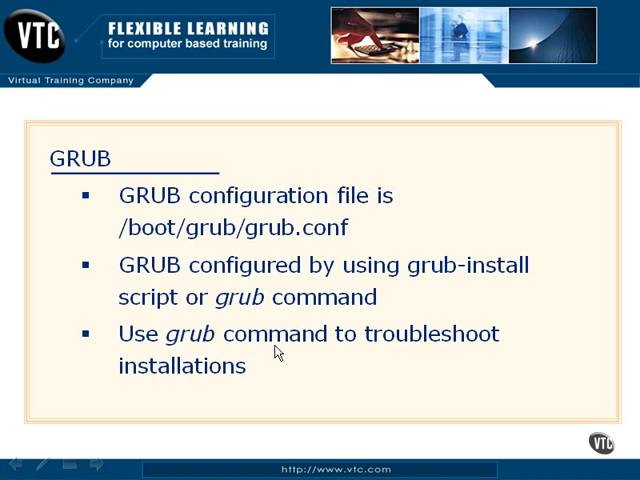 VTC
FLEXIBLE LEARNING
for computer based training
Virtual Training Company
GRUB
▪ GRUB configuration file is
/boot/grub/grub.conf
▪ GRUB configured by using grub-install
script or grub command
▪ Use grub command to troubleshoot
installations
VTC
http://www.vtc.com